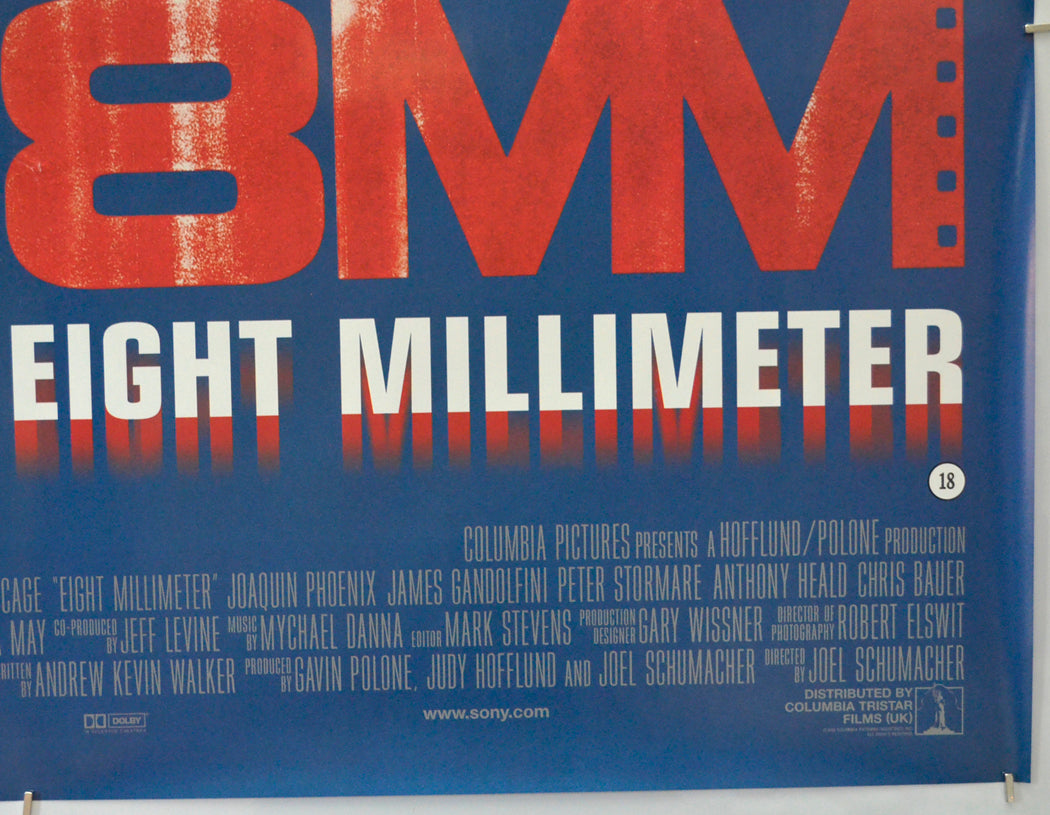 8MM
EIGHT MILLIMETER
18
COLUMBIA PICTURES PRESENTS A HOFFLUND/POLONE PRODUCTION
CAGE "EIGHT MILLIMETER" JOAQUIN PHOENIX JAMES GANDOLFINI PETER STORMARE ANTHONY HEALD CHRIS BAUER
MAY CO-PRODUCED BY JEFF LEVINE MUSIC BY MYCHAEL DANNA EDITOR MARK STEVENS PRODUCTION DESIGNER GARY WISSNER DIRECTOR OF PHOTOGRAPHY ROBERT ELSWIT
BY ANDREW KEVIN WALKER PRODUCED BY GAVIN POLONE, JUDY HOFFLUND AND JOEL SCHUMACHER DIRECTED BY JOEL SCHUMACHER
DOLBY
www.sony.com
DISTRIBUTED BY
COLUMBIA TRISTAR
FILMS (UK)